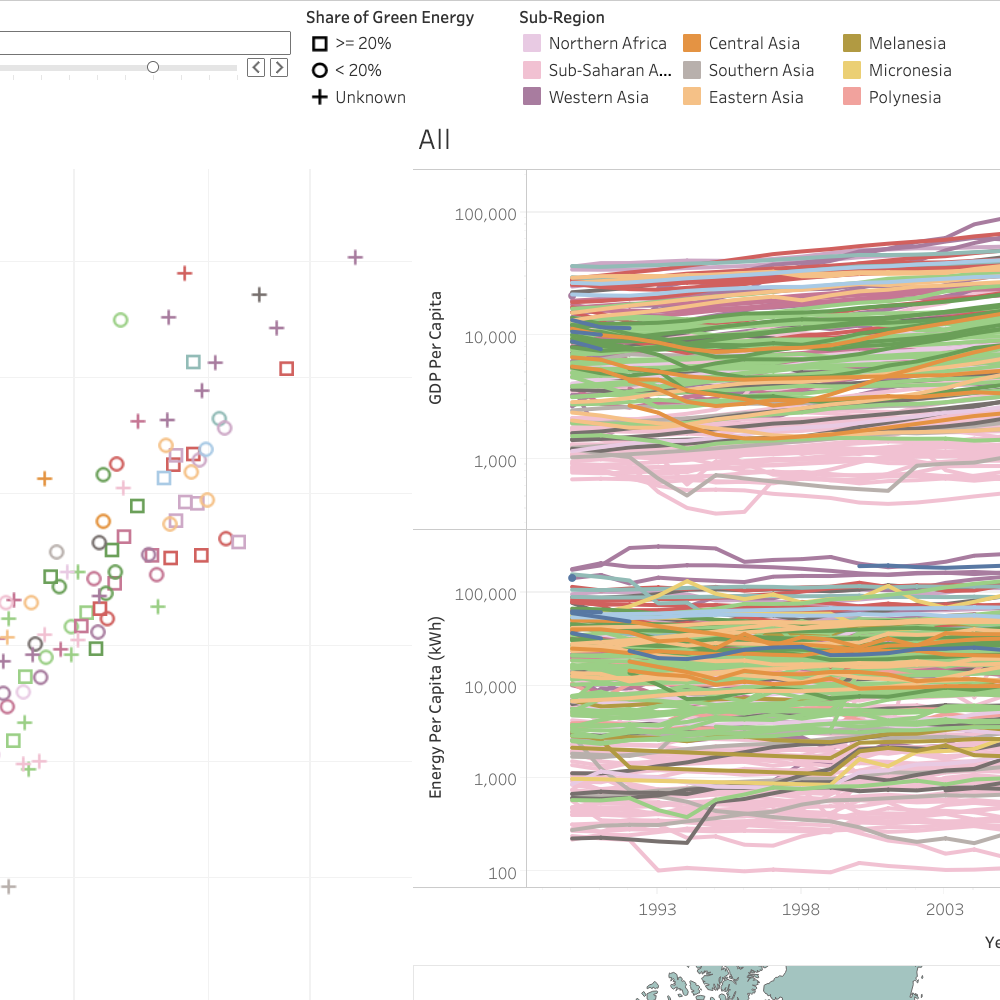 Share of Green Energy
>= 20%
< 20%
Unknown
Sub-Region
Northern Africa
Sub-Saharan A...
Western Asia
Central Asia
Southern Asia
Eastern Asia
Melanesia
Micronesia
Polynesia
All
100,000
10,000
1,000
GDP Per Capita
100,000
10,000
1,000
100
Energy Per Capita (kWh)
1993
1998
2003
Ye